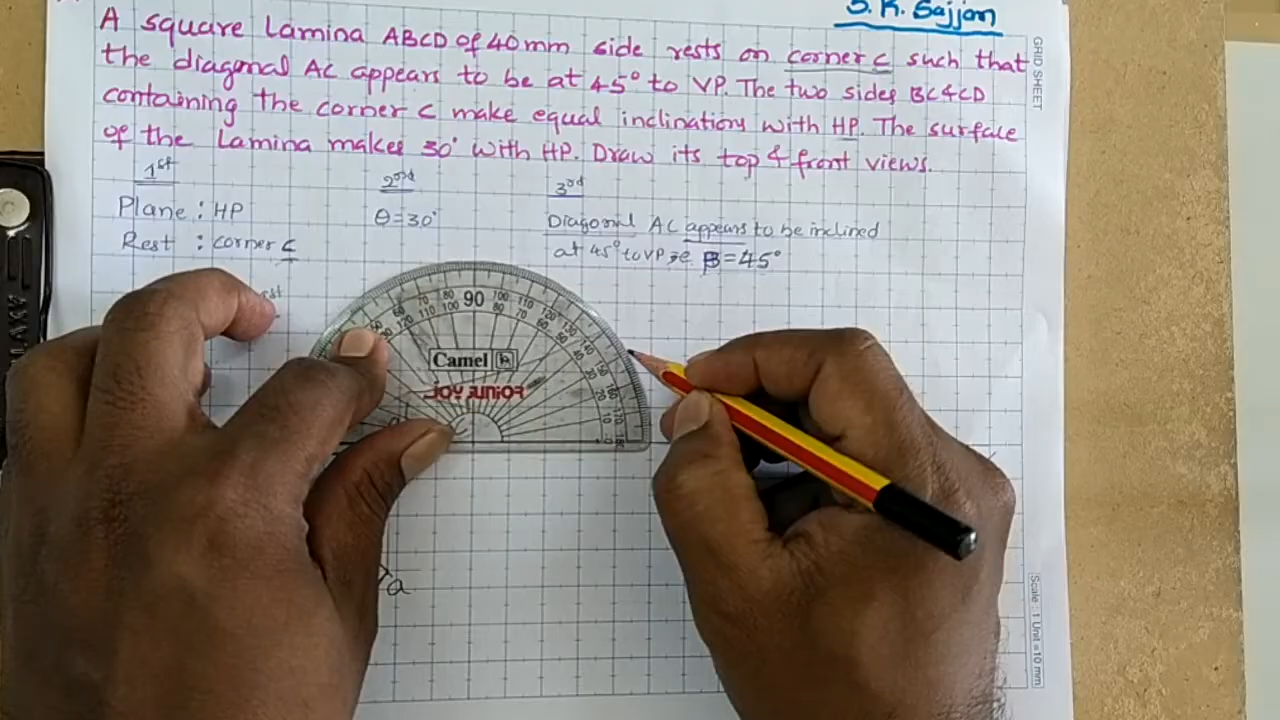 S. K. Sajjan
A square Lamina ABCD of 40mm side rests on corner C such that
the diagonal AC appears to be at 45° to VP. The two sides BC & CD
containing the corner C make equal inclinations with HP. The surface
of the Lamina makes 30° with HP. Draw its top & front views.
1st 2nd 3rd
Plane : HP θ=30° Diagonal AC appears to be inclined
Rest : corner C at 45° to VP ie β=45°
90
Camel
JOY JUNIOR
a
GRID SHEET
Scale : 1 Unit = 10 mm